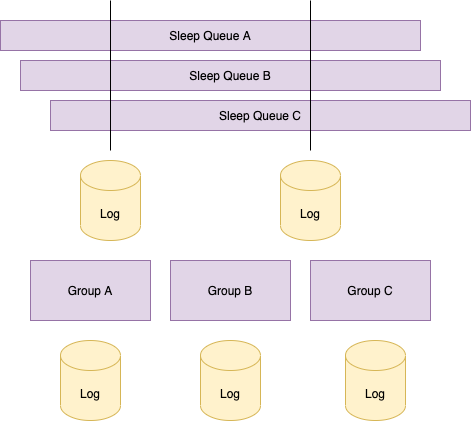 Sleep Queue A
Sleep Queue B
Sleep Queue C
Log
Log
Group A
Group B
Group C
Log
Log
Log